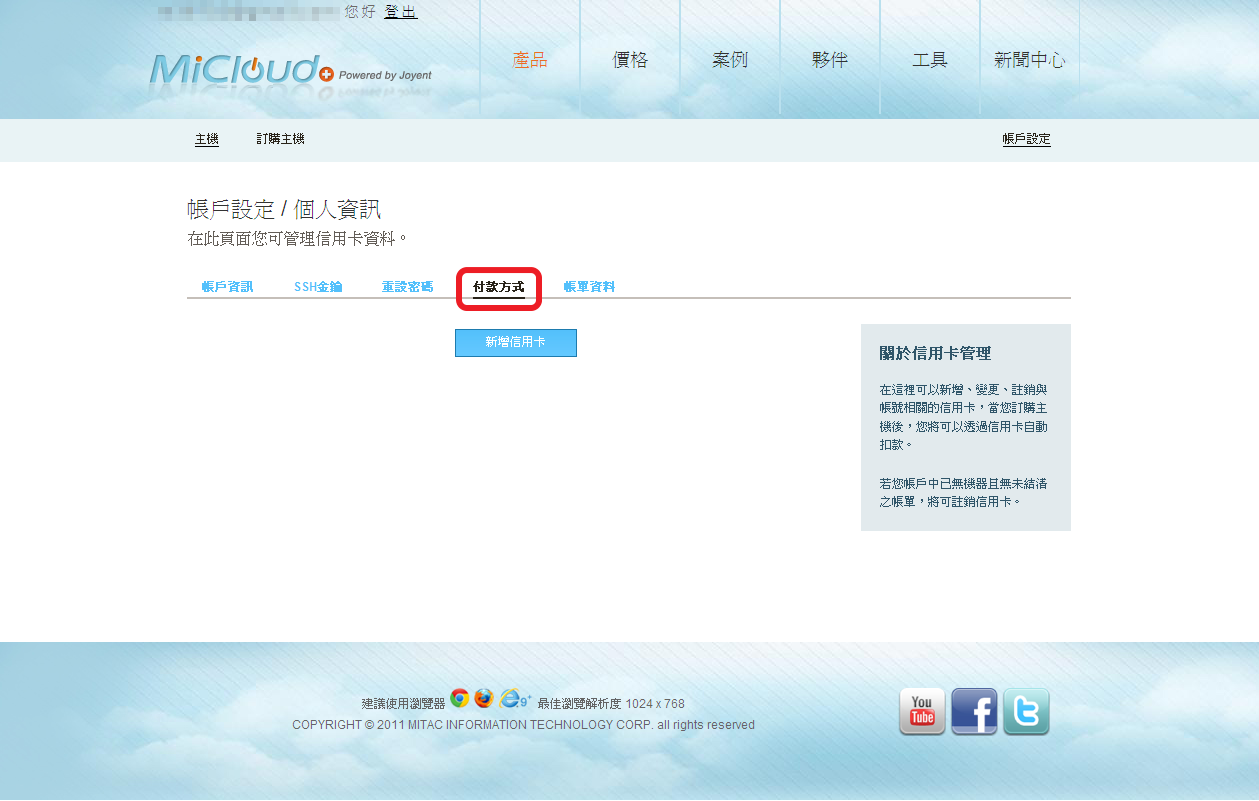 您好 登出
MiCloud Powered by Joyent
產品 價格 案例 夥伴 工具 新聞中心
主機 訂購主機 帳戶設定
帳戶設定 / 個人資訊
在此頁面您可管理信用卡資料。
帳戶資訊 SSH金鑰 重設密碼 付款方式 帳單資料
新增信用卡
關於信用卡管理
在這裡可以新增、變更、註銷與
帳號相關的信用卡，當您訂購主
機後，您將可以透過信用卡自動
扣款。
若您帳戶中已無機器且無未結清
之帳單，將可註銷信用卡。
建議使用瀏覽器 9+ 最佳瀏覽解析度 1024 x 768
COPYRIGHT © 2011 MITAC INFORMATION TECHNOLOGY CORP. all rights reserved
You Tube f t